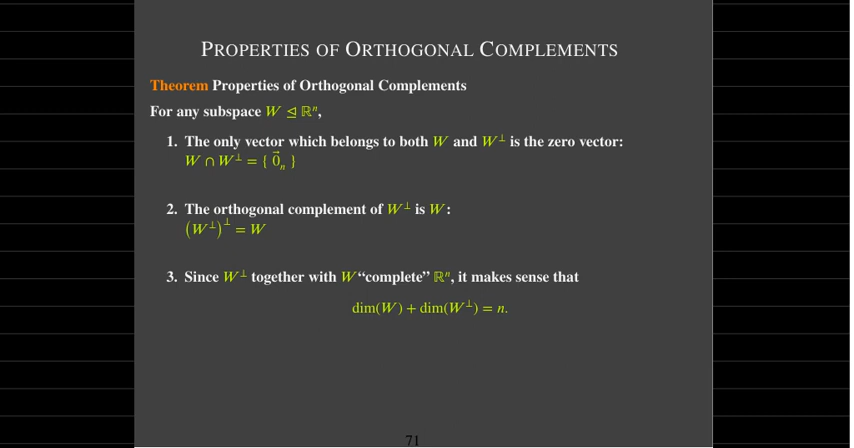 PROPERTIES OF ORTHOGONAL COMPLEMENTS
Theorem Properties of Orthogonal Complements
For any subspace W ⊴ ℝⁿ,
1. The only vector which belongs to both W and W⊥ is the zero vector:
W ∩ W⊥ = { 0⃗ₙ }
2. The orthogonal complement of W⊥ is W:
(W⊥)⊥ = W
3. Since W⊥ together with W“complete” ℝⁿ, it makes sense that
dim(W) + dim(W⊥) = n.
71